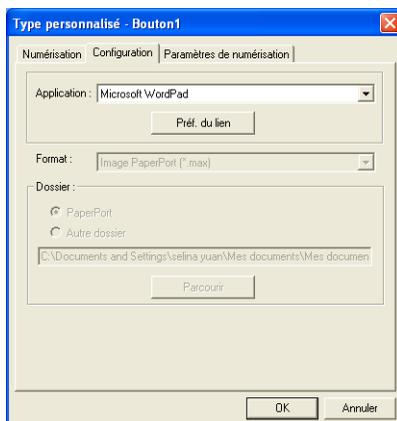 Type personnalisé - Bouton1
Numérisation Configuration Paramètres de numérisation
Application : Microsoft WordPad
Préf. du lien
Format : Image PaperPort (*.max)
Dossier :
PaperPort
Autre dossier
C:\Documents and Settings\selina yuan\Mes documents\Mes documen
Parcourir
OK Annuler